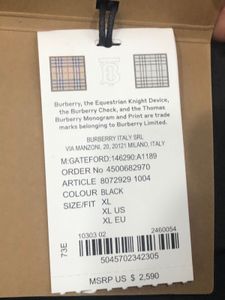 Burberry, the Equestrian Knight Device,
the Burberry Check, and the Thomas
Burberry Monogram and Print are trade
marks belonging to Burberry Limited.
BURBERRY ITALY SRL
VIA MANZONI, 20, 20121 MILANO, ITALY
M:GATEFORD:146290:A1189
ORDER No 4500682970
ARTICLE 8072929 1004
COLOUR BLACK
SIZE/FIT XL
XL US
XL EU
73E
10303 02 2460054
5045702342305
MSRP US $ 2,590